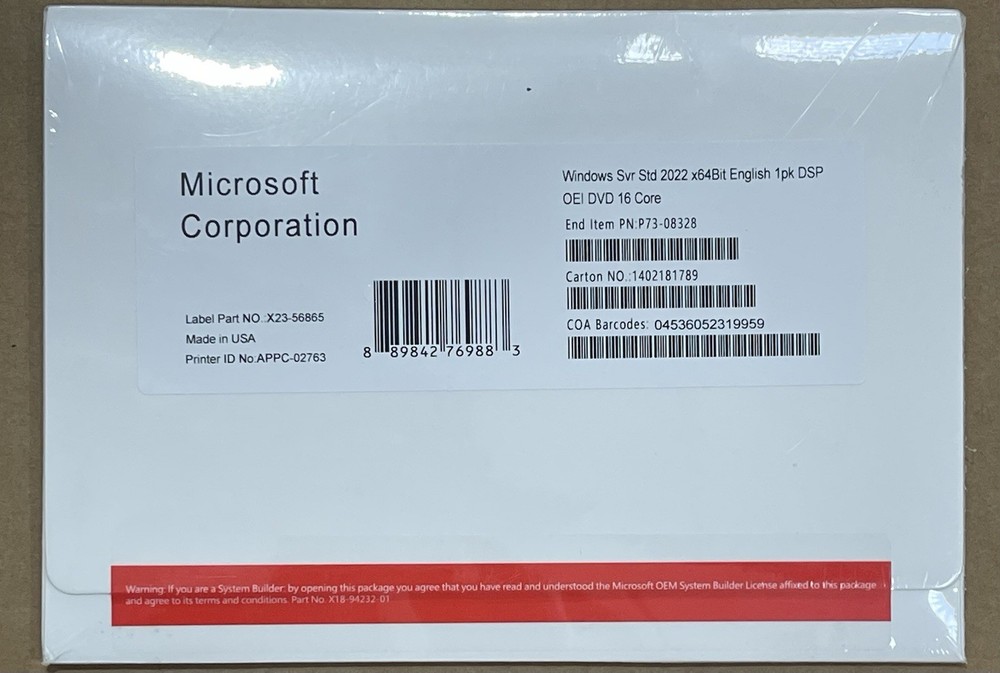 Microsoft
Corporation
Label Part NO.:X23-56865
Made in USA
Printer ID No:APPC-02763
8 89842 76988 3
Windows Svr Std 2022 x64Bit English 1pk DSP
OEI DVD 16 Core
End Item PN:P73-08328
Carton NO.:1402181789
COA Barcodes: 04536052319959
Warning: If you are a System Builder: by opening this package you agree that you have read and understood the Microsoft OEM System Builder License affixed to this package
and agree to its terms and conditions. Part No. X18-94232-01